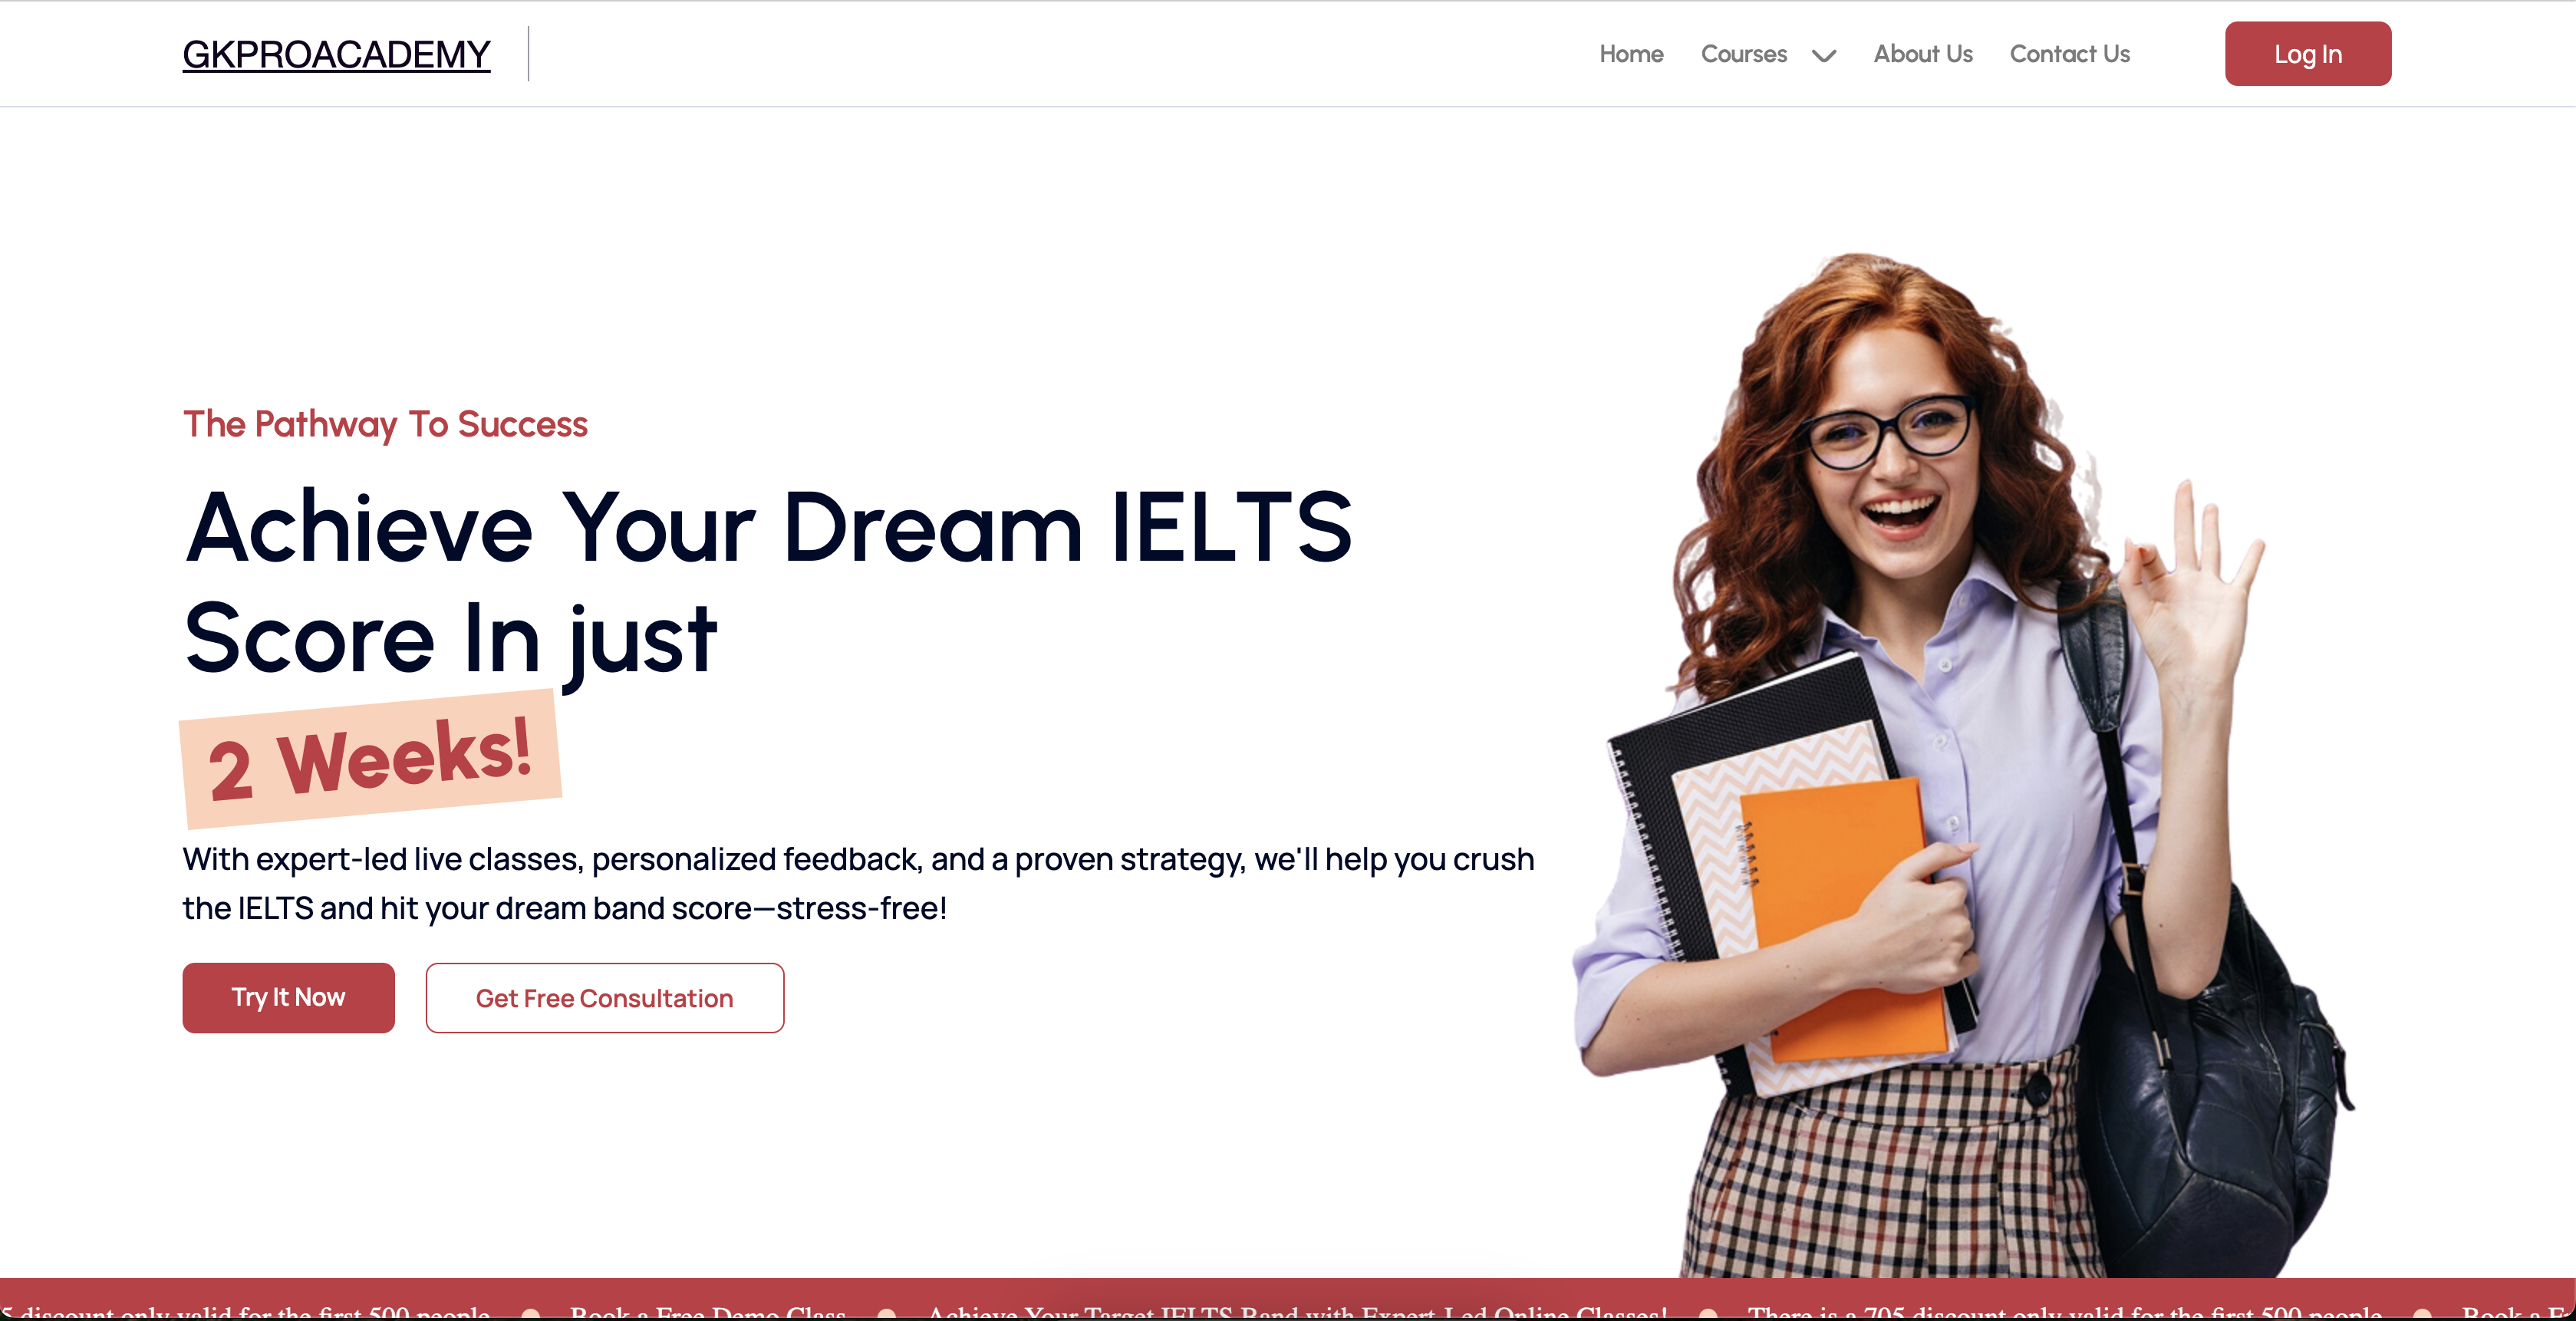 GKPROACADEMY
Home Courses About Us Contact Us Log In
The Pathway To Success
Achieve Your Dream IELTS
Score In just
2 Weeks!
With expert-led live classes, personalized feedback, and a proven strategy, we'll help you crush
the IELTS and hit your dream band score—stress-free!
Try It Now Get Free Consultation
5 discount only valid for the first 500 people Book a Free Demo Class Achieve Your Target IELTS Band with Expert-Led Online Classes! There is a 705 discount only valid for the first 500 people Book a